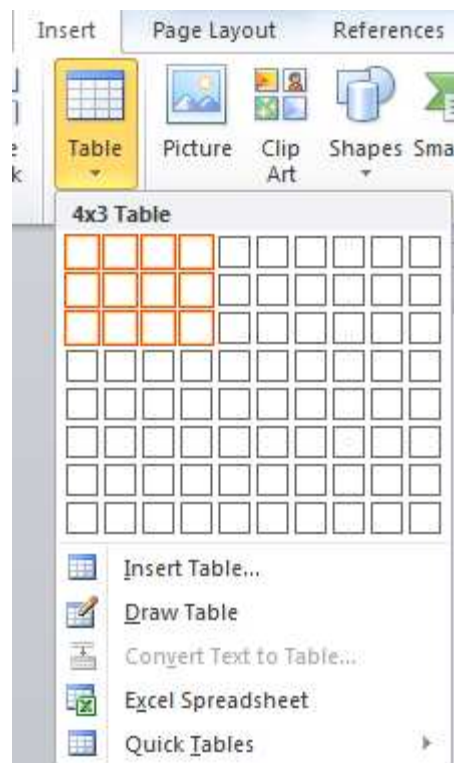 Insert Page Layout References
Table Picture Clip Art Shapes
4x3 Table
Insert Table...
Draw Table
Convert Text to Table...
Excel Spreadsheet
Quick Tables